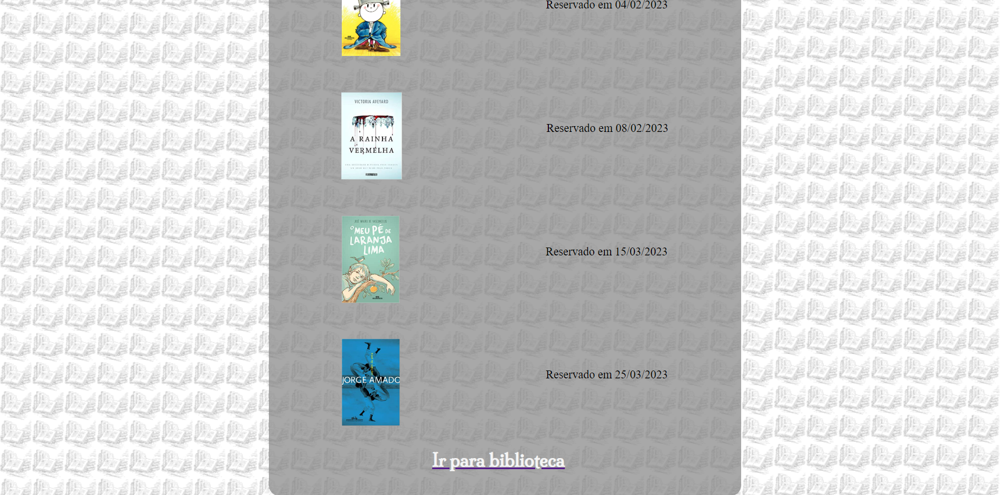 Reservado em 04/02/2023
VICTORIA AVEYARD
A RAINHA
VERMELHA
Reservado em 08/02/2023
JOSÉ MAURO DE VASCONCELOS
O MEU PÉ DE
LARANJA
LIMA
Reservado em 15/03/2023
JORGE AMADO
Reservado em 25/03/2023
Ir para biblioteca